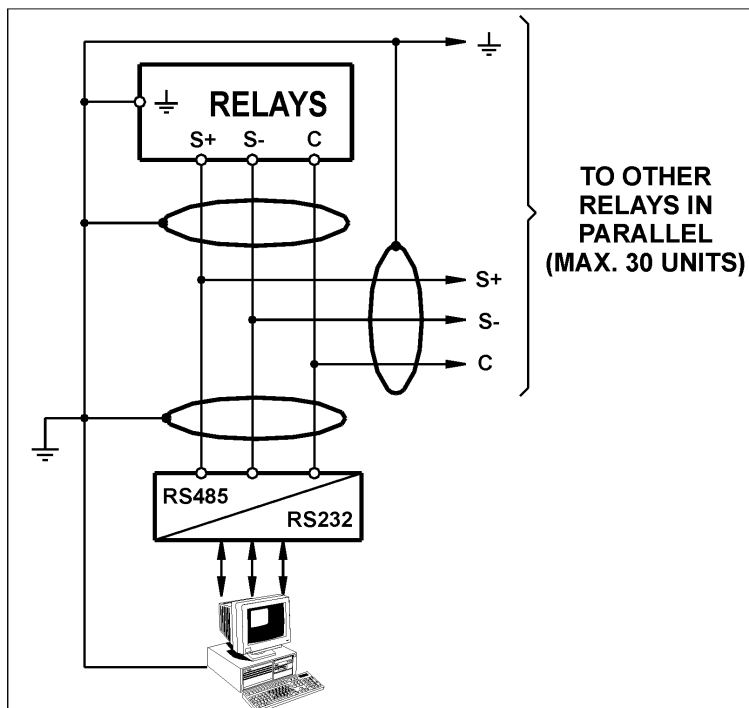 RELAYS
S+ S- C
TO OTHER
RELAYS IN
PARALLEL
(MAX. 30 UNITS)
S+
S-
C
RS485
RS232